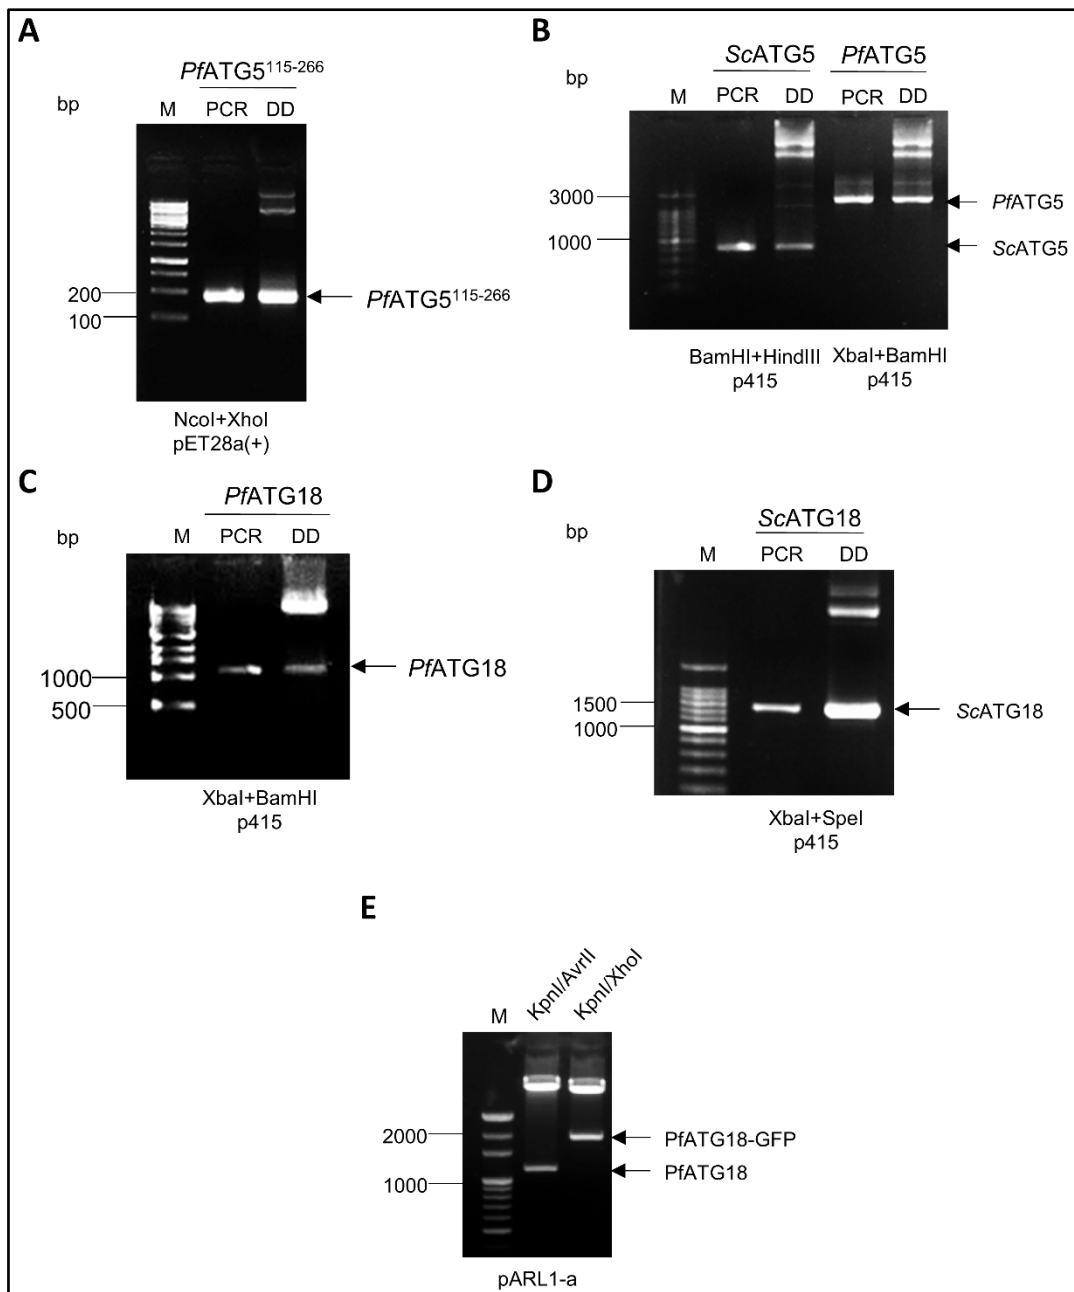 A
PfATG5¹¹⁵⁻²⁶⁶
bp
M PCR DD
200
100
PfATG5¹¹⁵⁻²⁶⁶
NcoI+XhoI
pET28a(+)
B
ScATG5 PfATG5
M PCR DD PCR DD
3000
1000
PfATG5
ScATG5
BamHI+HindIII XbaI+BamHI
p415 p415
C
PfATG18
bp
M PCR DD
1000
500
PfATG18
XbaI+BamHI
p415
D
ScATG18
bp
M PCR DD
1500
1000
ScATG18
XbaI+SpeI
p415
E
M KpnI/AvrII KpnI/XhoI
2000
1000
PfATG18-GFP
PfATG18
pARL1-a